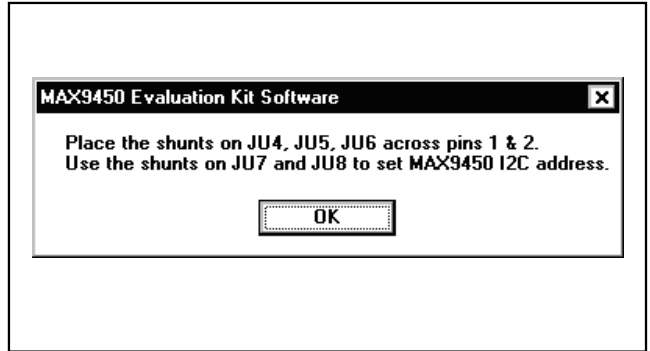 MAX9450 Evaluation Kit Software
Place the shunts on JU4, JU5, JU6 across pins 1 & 2.
Use the shunts on JU7 and JU8 to set MAX9450 I2C address.
OK